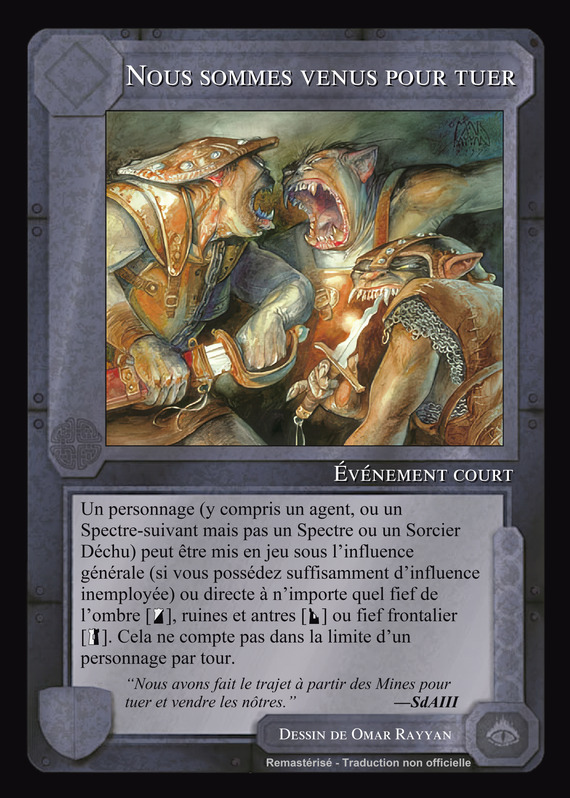 Nous sommes venus pour tuer
Événement court
Un personnage (y compris un agent, ou un
Spectre-suivant mais pas un Spectre ou un Sorcier
Déchu) peut être mis en jeu sous l’influence
générale (si vous possédez suffisamment d’influence
inemployée) ou directe à n’importe quel fief de
l’ombre [ ], ruines et antres [ ] ou fief frontalier
[ ]. Cela ne compte pas dans la limite d’un
personnage par tour.
“Nous avons fait le trajet à partir des Mines pour
tuer et vendre les nôtres.” —SdAIII
Dessin de Omar Rayyan
Remastérisé - Traduction non officielle